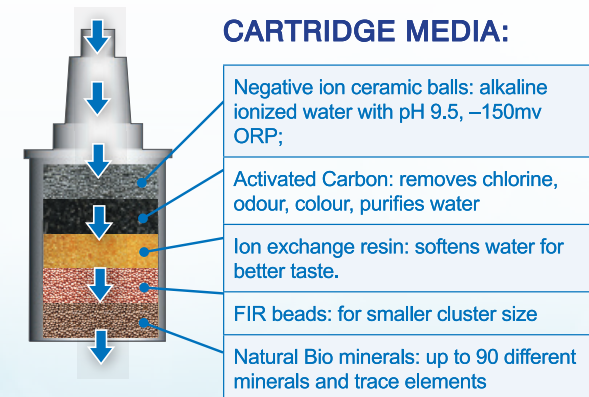 CARTRIDGE MEDIA:
Negative ion ceramic balls: alkaline
ionized water with pH 9.5, –150mv
ORP;
Activated Carbon: removes chlorine,
odour, colour, purifies water
Ion exchange resin: softens water for
better taste.
FIR beads: for smaller cluster size
Natural Bio minerals: up to 90 different
minerals and trace elements